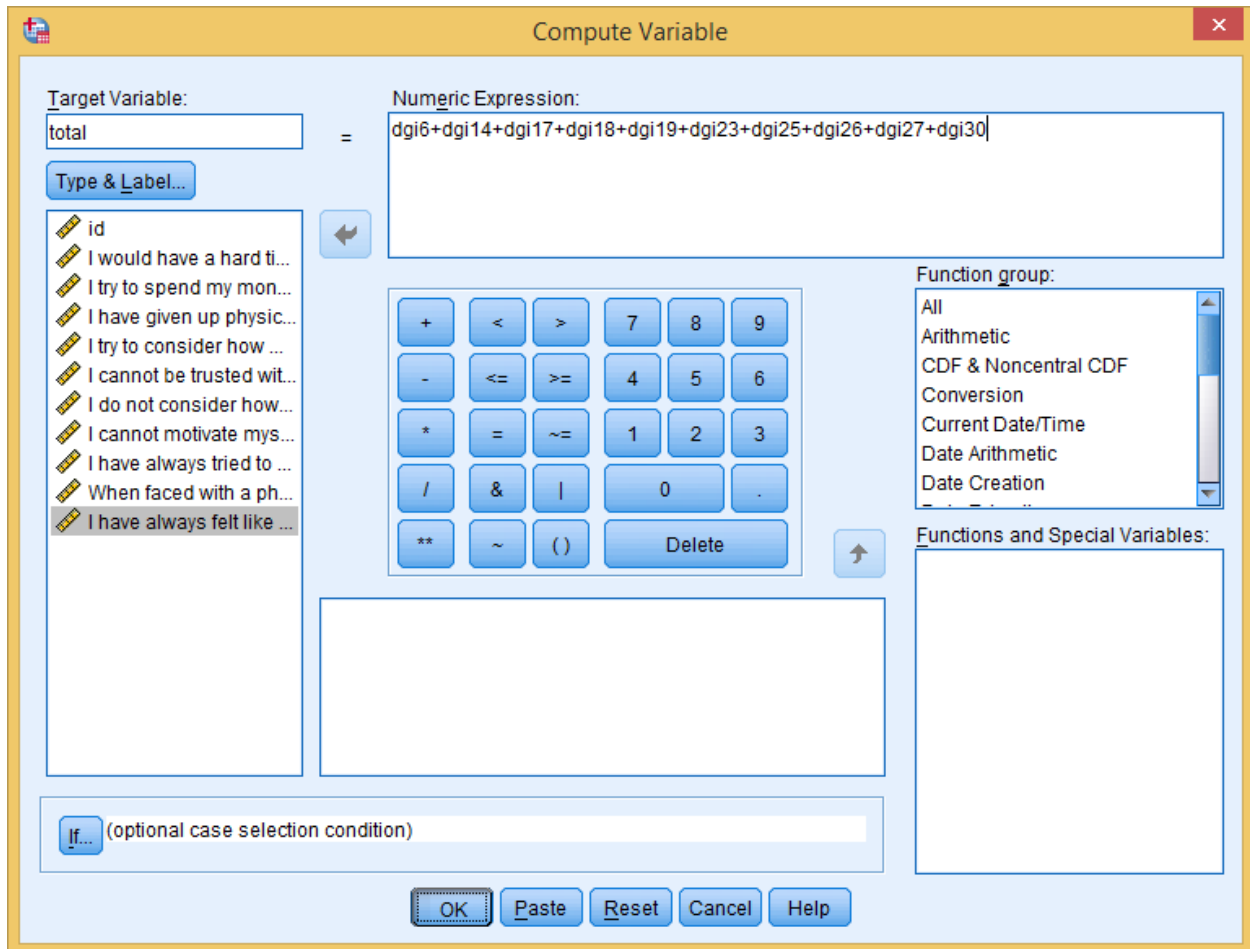 Compute Variable
Target Variable:
total
=
Type & Label...
Numeric Expression:
dgi6+dgi14+dgi17+dgi18+dgi19+dgi23+dgi25+dgi26+dgi27+dgi30
id
I would have a hard ti...
I try to spend my mon...
I have given up physic...
I try to consider how ...
I cannot be trusted wit...
I do not consider how...
I cannot motivate mys...
I have always tried to ...
When faced with a ph...
I have always felt like ...
+ < > 7 8 9
- <= >= 4 5 6
* = ~= 1 2 3
/ & | 0 .
** ~ ( ) Delete
Function group:
All
Arithmetic
CDF & Noncentral CDF
Conversion
Current Date/Time
Date Arithmetic
Date Creation
Functions and Special Variables:
If... (optional case selection condition)
OK Paste Reset Cancel Help